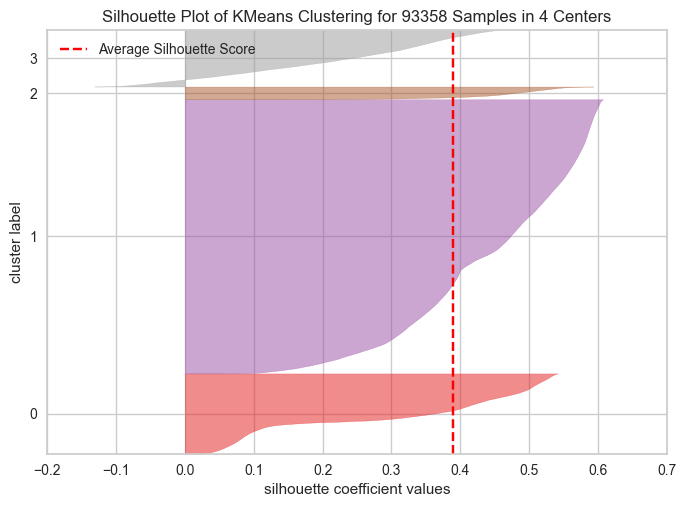 Silhouette Plot of KMeans Clustering for 93358 Samples in 4 Centers
Average Silhouette Score
3
2
1
0
cluster label
−0.2 −0.1 0.0 0.1 0.2 0.3 0.4 0.5 0.6 0.7
silhouette coefficient values